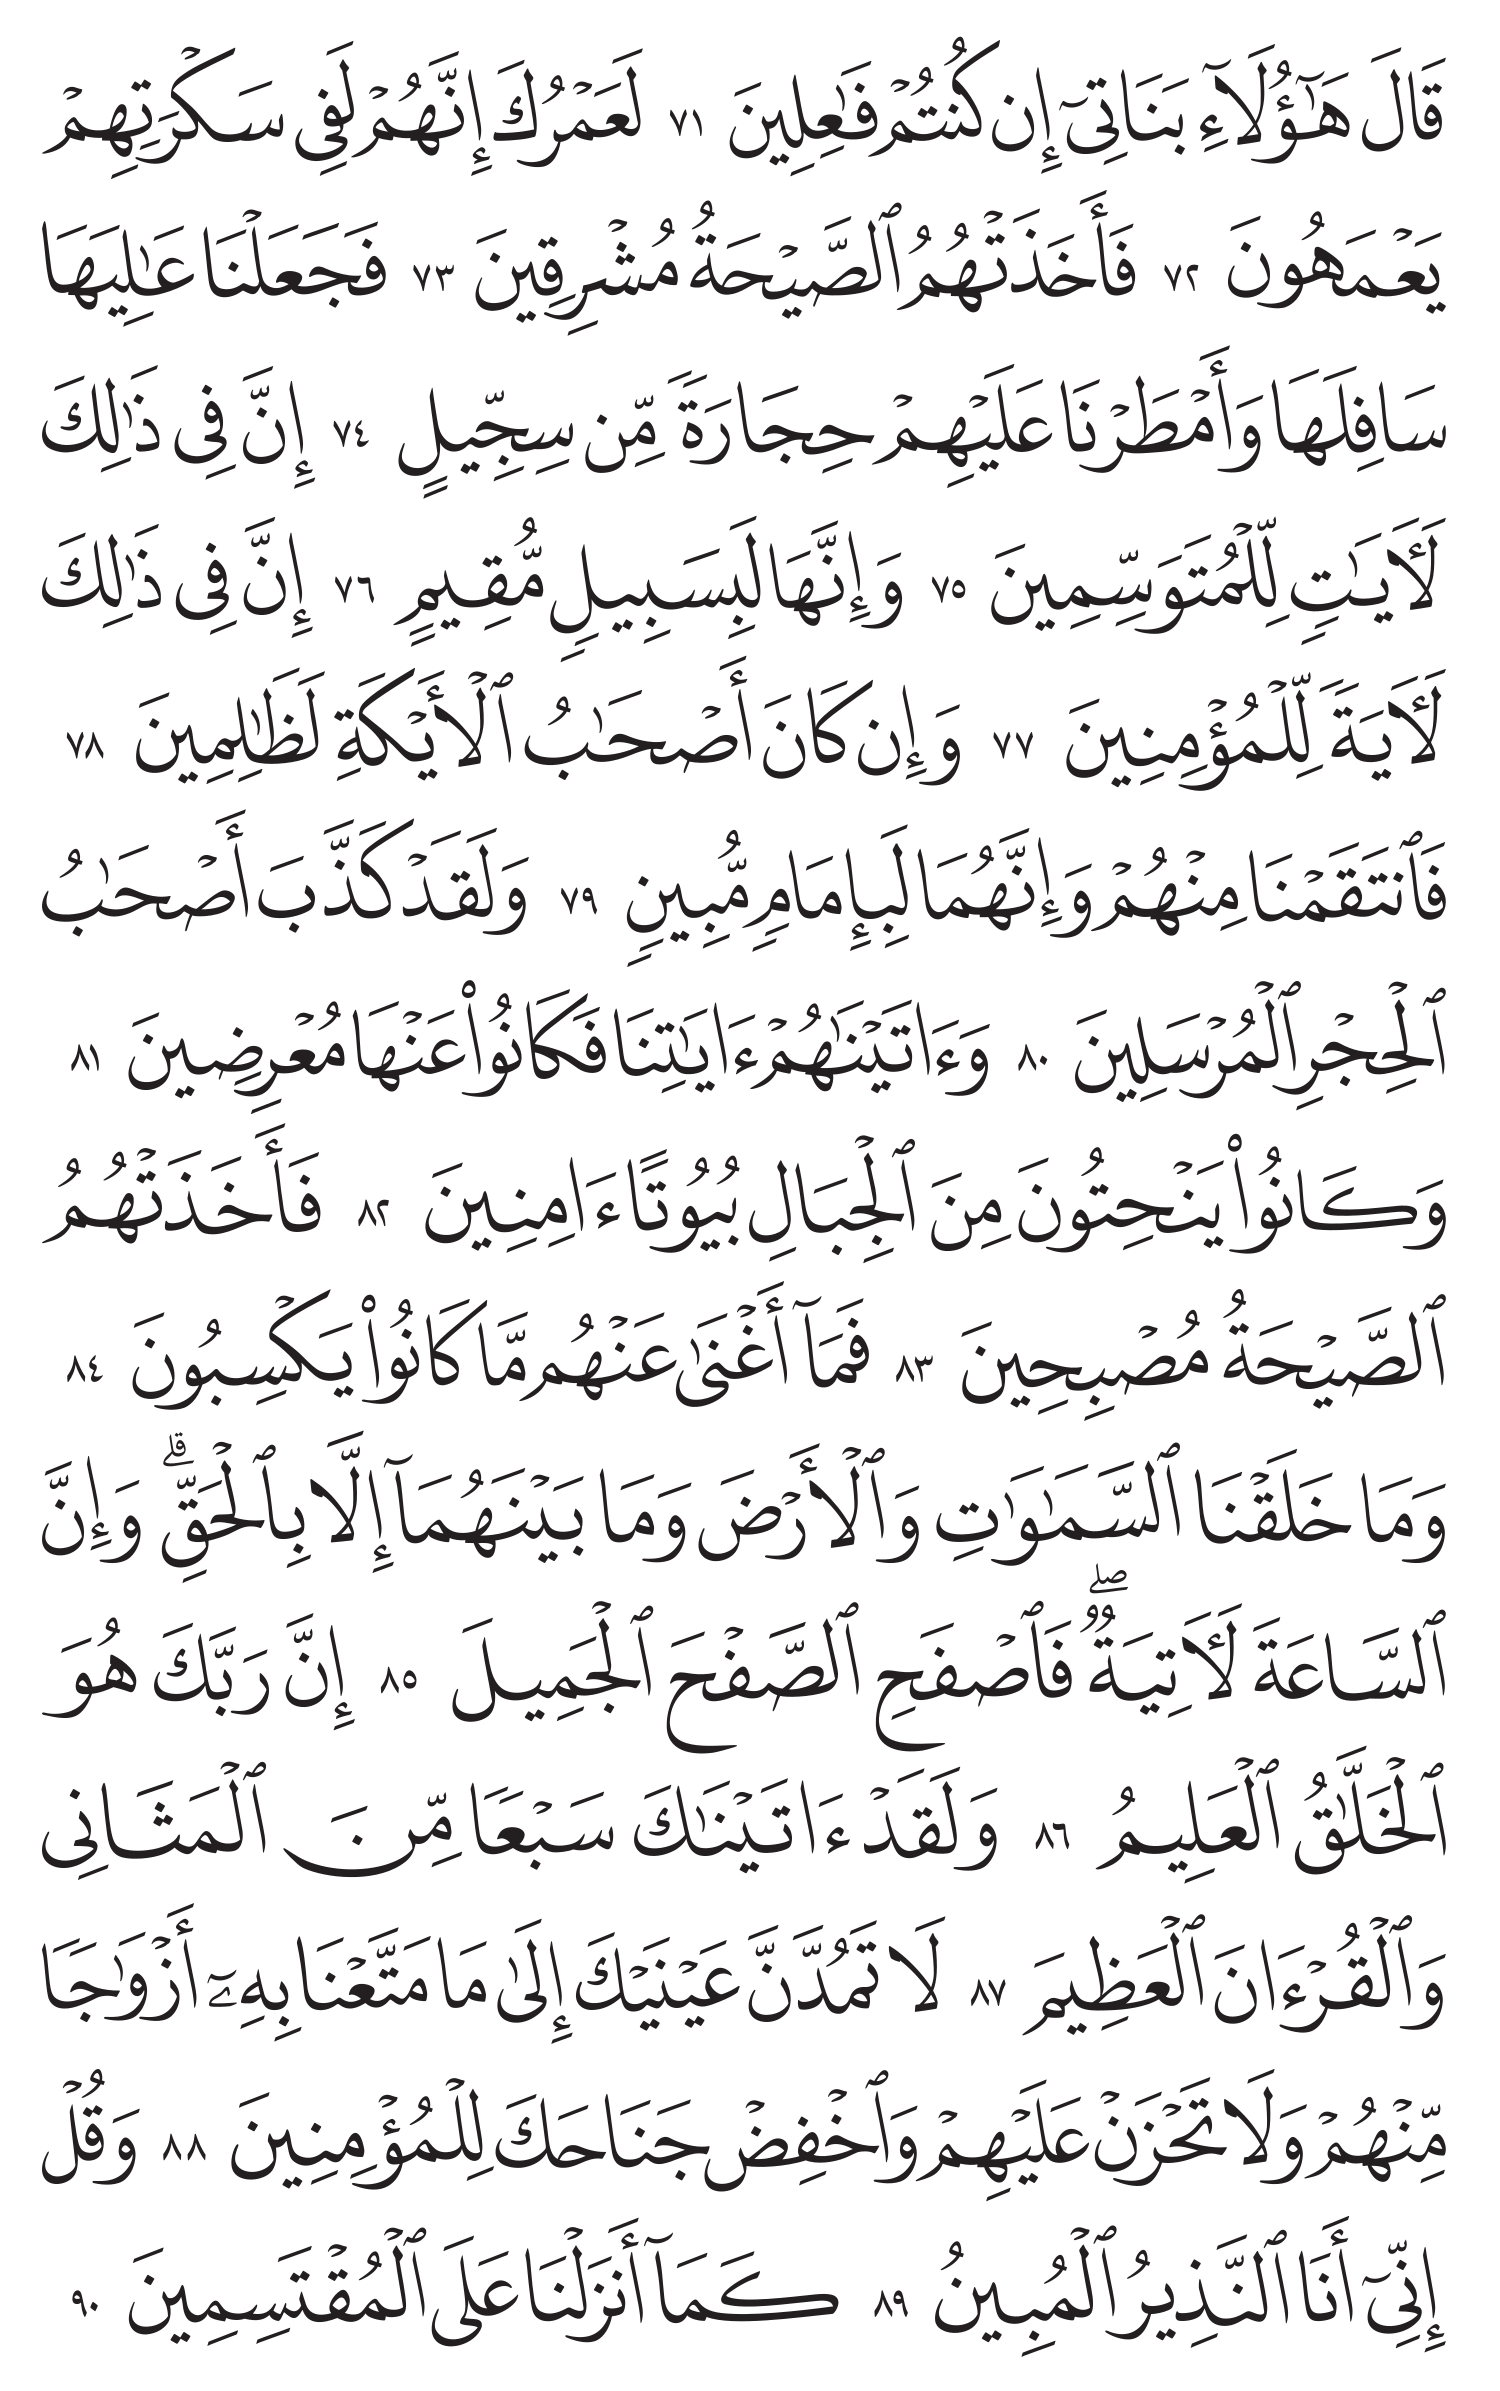 قَالَ هَٰٓؤُلَآءِ بَنَاتِىٓ إِن كُنتُمْ فَٰعِلِينَ ٧١ لَعَمْرُكَ إِنَّهُمْ لَفِى سَكْرَتِهِمْ
يَعْمَهُونَ ٧٢ فَأَخَذَتْهُمُ ٱلصَّيْحَةُ مُشْرِقِينَ ٧٣ فَجَعَلْنَا عَٰلِيَهَا
سَافِلَهَا وَأَمْطَرْنَا عَلَيْهِمْ حِجَارَةً مِّن سِجِّيلٍ ٧٤ إِنَّ فِى ذَٰلِكَ
لَأَيَٰتٍ لِّلْمُتَوَسِّمِينَ ٧٥ وَإِنَّهَا لَبِسَبِيلٍ مُّقِيمٍ ٧٦ إِنَّ فِى ذَٰلِكَ
لَأَيَةً لِّلْمُؤْمِنِينَ ٧٧ وَإِن كَانَ أَصْحَٰبُ ٱلْأَيْكَةِ لَظَٰلِمِينَ ٧٨
فَٱنتَقَمْنَا مِنْهُمْ وَإِنَّهُمَا لَبِإِمَامٍ مُّبِينٍ ٧٩ وَلَقَدْ كَذَّبَ أَصْحَٰبُ
ٱلْحِجْرِ ٱلْمُرْسَلِينَ ٨٠ وَءَاتَيْنَٰهُمْ ءَايَٰتِنَا فَكَانُوا۟ عَنْهَا مُعْرِضِينَ ٨١
وَكَانُوا۟ يَنْحِتُونَ مِنَ ٱلْجِبَالِ بُيُوتًا ءَامِنِينَ ٨٢ فَأَخَذَتْهُمُ
ٱلصَّيْحَةُ مُصْبِحِينَ ٨٣ فَمَآ أَغْنَىٰ عَنْهُم مَّا كَانُوا۟ يَكْسِبُونَ ٨٤
وَمَا خَلَقْنَا ٱلسَّمَٰوَٰتِ وَٱلْأَرْضَ وَمَا بَيْنَهُمَآ إِلَّا بِٱلْحَقِّ ۗ وَإِنَّ
ٱلسَّاعَةَ لَأَتِيَةٌ ۖ فَٱصْفَحِ ٱلصَّفْحَ ٱلْجَمِيلَ ٨٥ إِنَّ رَبَّكَ هُوَ
ٱلْخَلَّٰقُ ٱلْعَلِيمُ ٨٦ وَلَقَدْ ءَاتَيْنَٰكَ سَبْعًا مِّنَ ٱلْمَثَانِى
وَٱلْقُرْءَانَ ٱلْعَظِيمَ ٨٧ لَا تَمُدَّنَّ عَيْنَيْكَ إِلَىٰ مَا مَتَّعْنَا بِهِۦٓ أَزْوَٰجًا
مِّنْهُمْ وَلَا تَحْزَنْ عَلَيْهِمْ وَٱخْفِضْ جَنَاحَكَ لِلْمُؤْمِنِينَ ٨٨ وَقُلْ
إِنِّىٓ أَنَا ٱلنَّذِيرُ ٱلْمُبِينُ ٨٩ كَمَآ أَنزَلْنَا عَلَى ٱلْمُقْتَسِمِينَ ٩٠